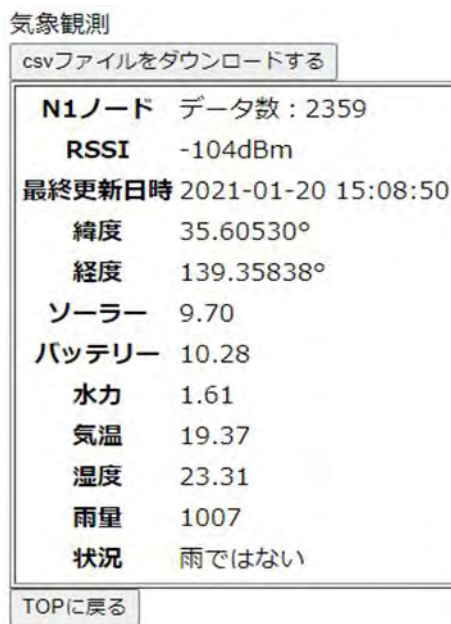 気象観測
csvファイルをダウンロードする
N1ノード データ数：2359
RSSI -104dBm
最終更新日時 2021-01-20 15:08:50
緯度 35.60530°
経度 139.35838°
ソーラー 9.70
バッテリー 10.28
水力 1.61
気温 19.37
湿度 23.31
雨量 1007
状況 雨ではない
TOPに戻る